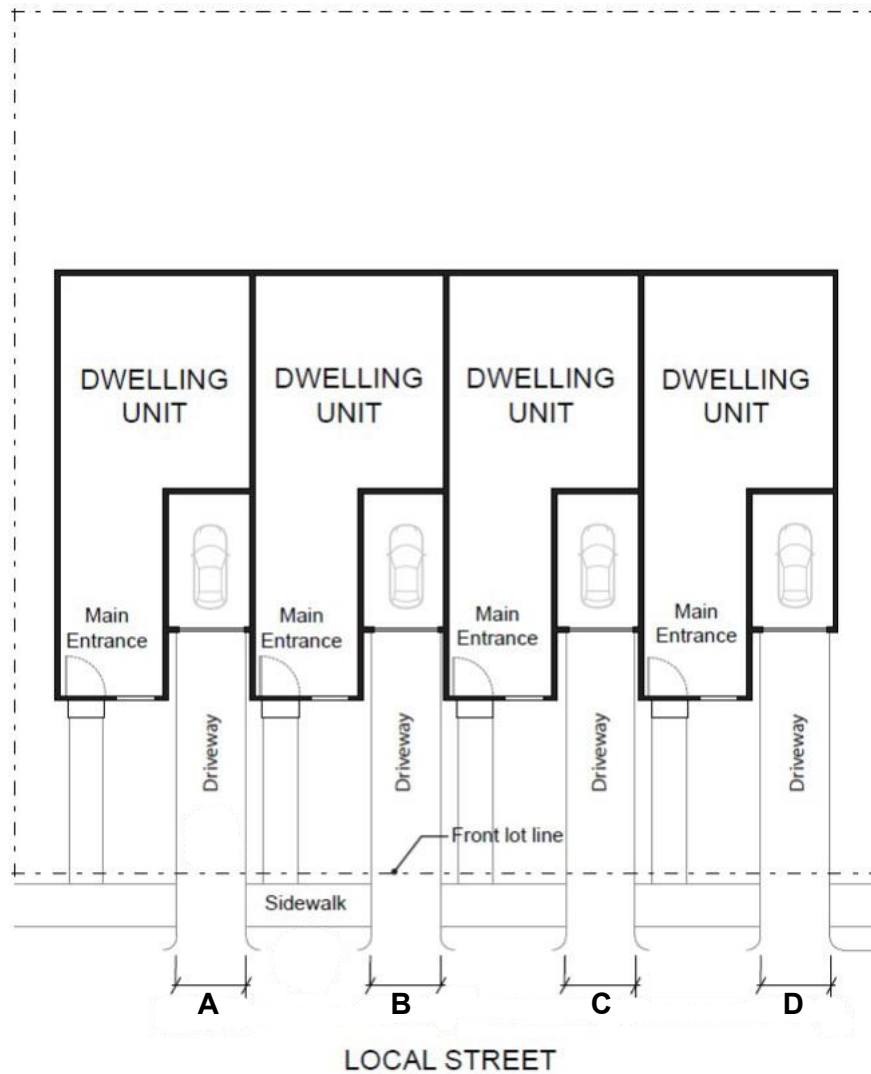 DWELLING
UNIT
DWELLING
UNIT
DWELLING
UNIT
DWELLING
UNIT
Main
Entrance
Main
Entrance
Main
Entrance
Main
Entrance
Driveway
Driveway
Driveway
Driveway
Front lot line
Sidewalk
A
B
C
D
LOCAL STREET